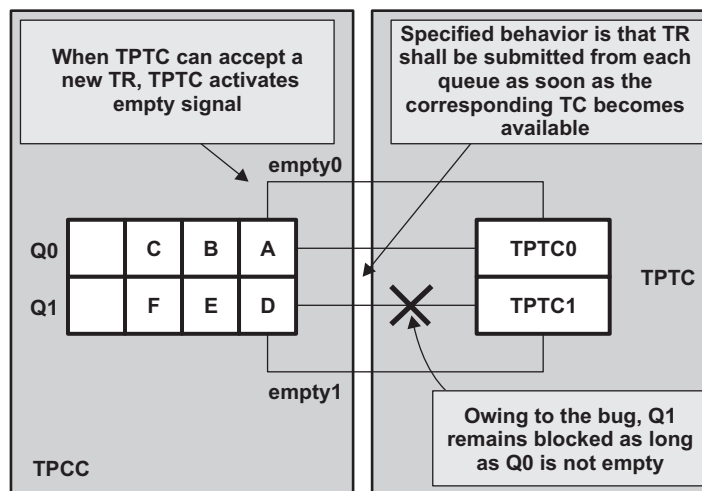 When TPTC can accept a
new TR, TPTC activates
empty signal
Specified behavior is that TR
shall be submitted from each
queue as soon as the
corresponding TC becomes
available
empty0
Q0
C
B
A
TPTC0
Q1
F
E
D
TPTC1
TPTC
empty1
Owing to the bug, Q1
remains blocked as long
as Q0 is not empty
TPCC